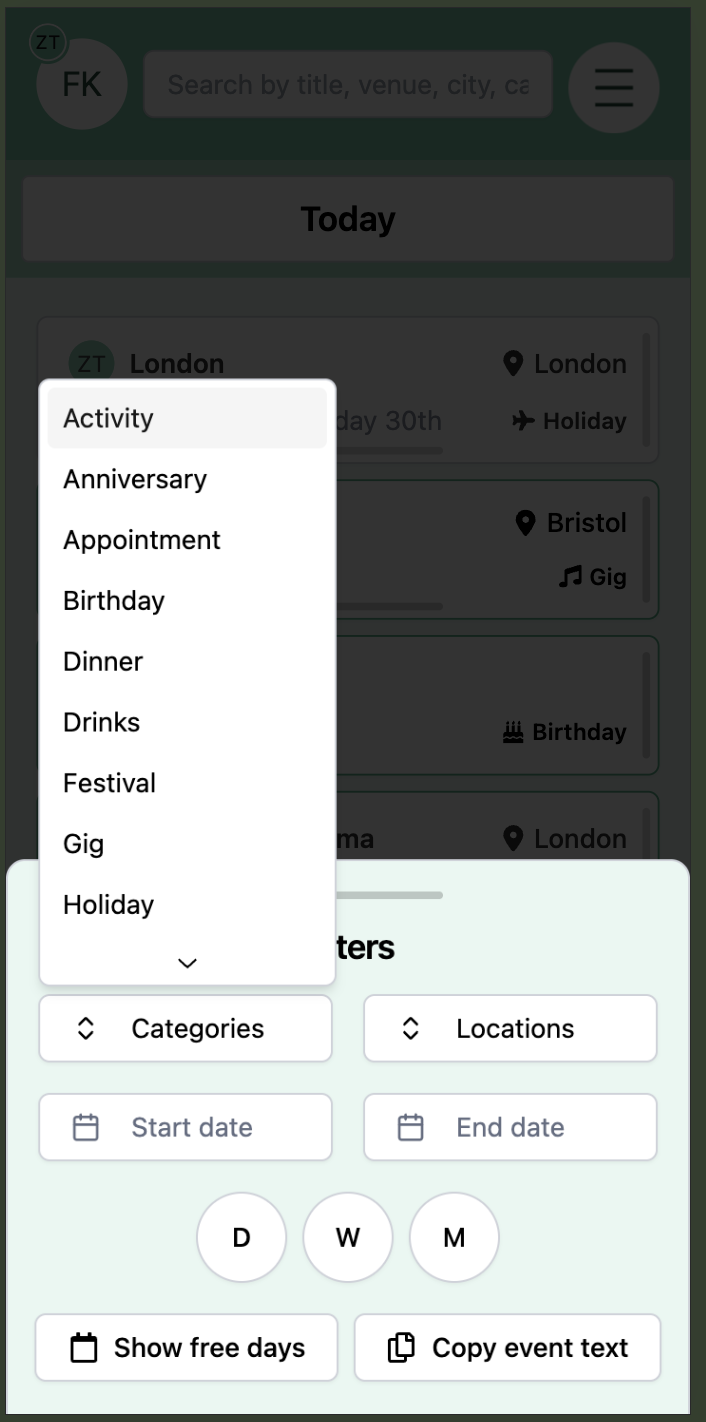 ZT
FK
Search by title, venue, city, ca
Today
ZT London London
day 30th Holiday
Bristol
Gig
Birthday
ma London
Activity
Anniversary
Appointment
Birthday
Dinner
Drinks
Festival
Gig
Holiday
ters
Categories Locations
Start date End date
D W M
Show free days Copy event text